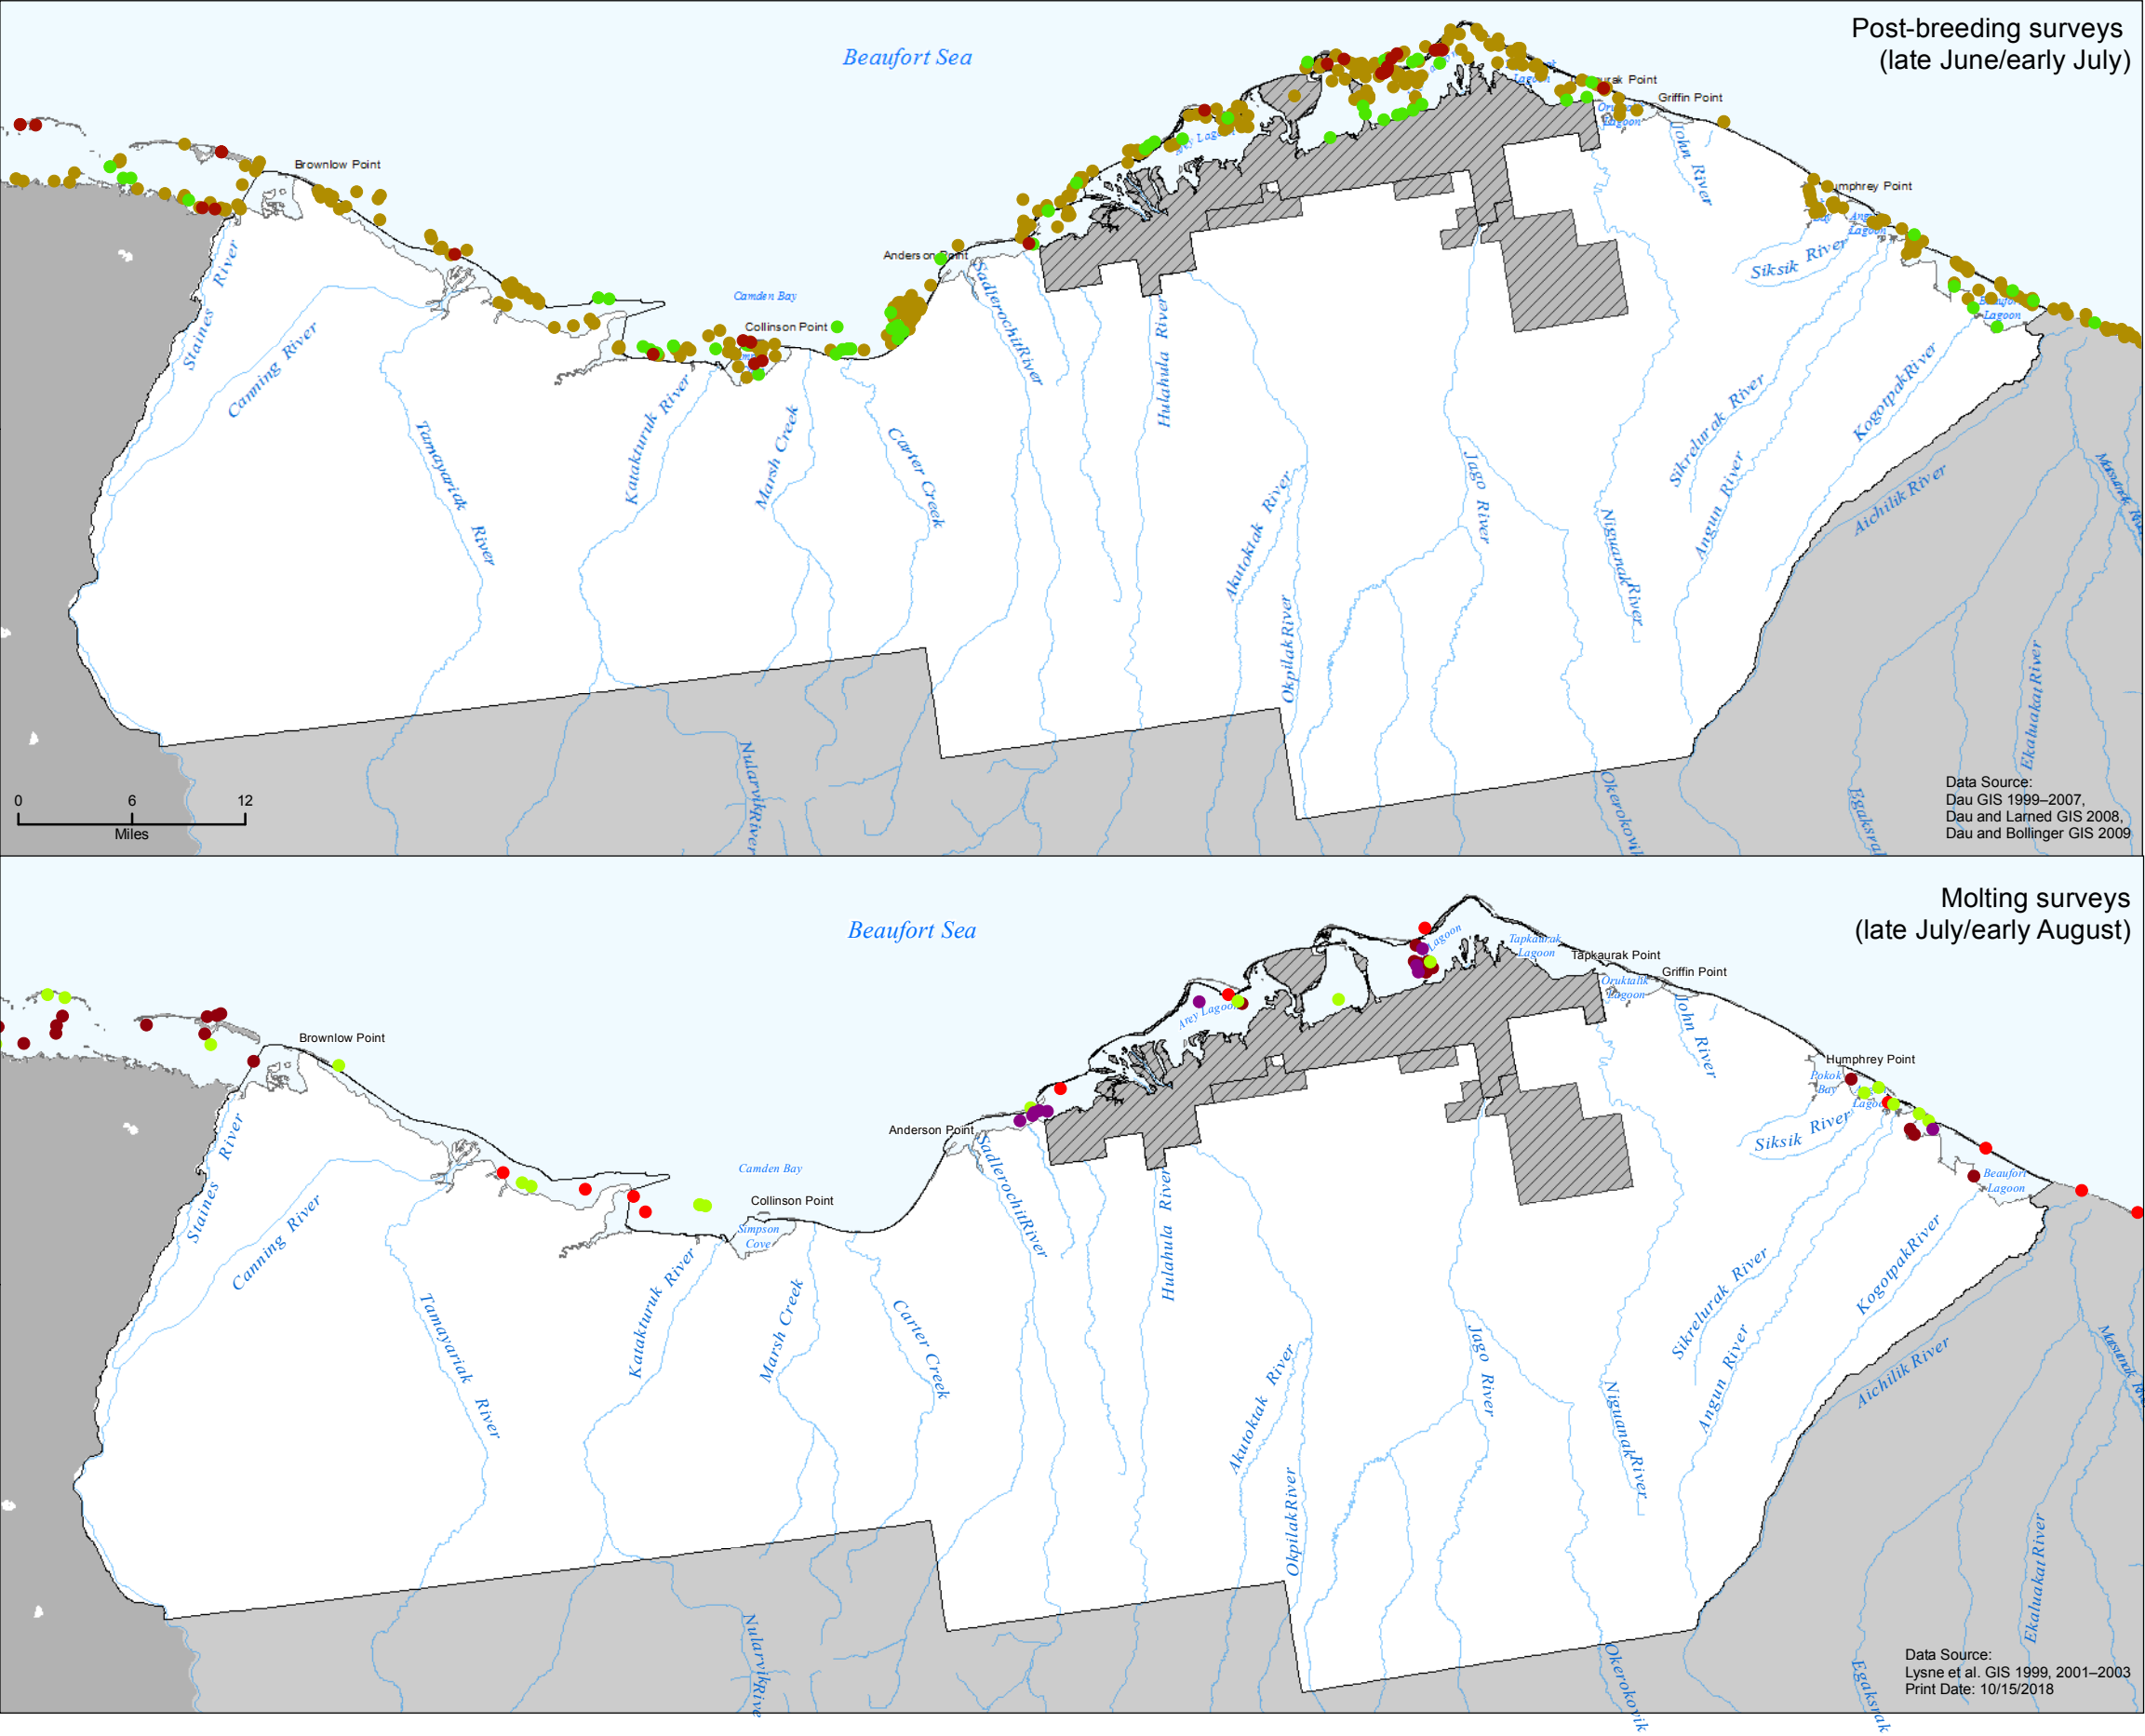 Post-breeding surveys
(late June/early July)
Beaufort Sea
Griffin Point
Lagoon
John River
Brownlow Point
Lagoon
Anderson Point
Camden Bay
Collinson Point
Siksik River
Lagoon
Staines River
Canning River
Tamayariak River
Katakturuk River
Marsh Creek
Carter Creek
Sadlerochit River
Hulahula River
Akutoktak River
Okpilak River
Jago River
Niguanak River
Sikrelurak River
Angun River
Kogotpak River
Aichilik River
Ekaluakat River
Egaksrak
Okerokovik
Nularvik River
0 6 12
Miles
Data Source:
Dau GIS 1999–2007,
Dau and Larned GIS 2008,
Dau and Bollinger GIS 2009
Molting surveys
(late July/early August)
Beaufort Sea
Lagoon
Tapkaurak
Lagoon
Tapkaurak Point
Griffin Point
Oruktalik
Lagoon
Arey Lagoon
John River
Brownlow Point
Humphrey Point
Pokok
Bay
Siksik River
Anderson Point
Camden Bay
Collinson Point
Simpson
Cove
Beaufort
Lagoon
Staines River
Canning River
Tamayariak River
Katakturuk River
Marsh Creek
Carter Creek
Sadlerochit River
Hulahula River
Akutoktak River
Okpilak River
Jago River
Niguanak River
Sikrelurak River
Angun River
Kogotpak River
Aichilik River
Ekaluakat River
Egaksrak
Okerokovik
Nularvik Rive
Data Source:
Lysne et al. GIS 1999, 2001–2003
Print Date: 10/15/2018